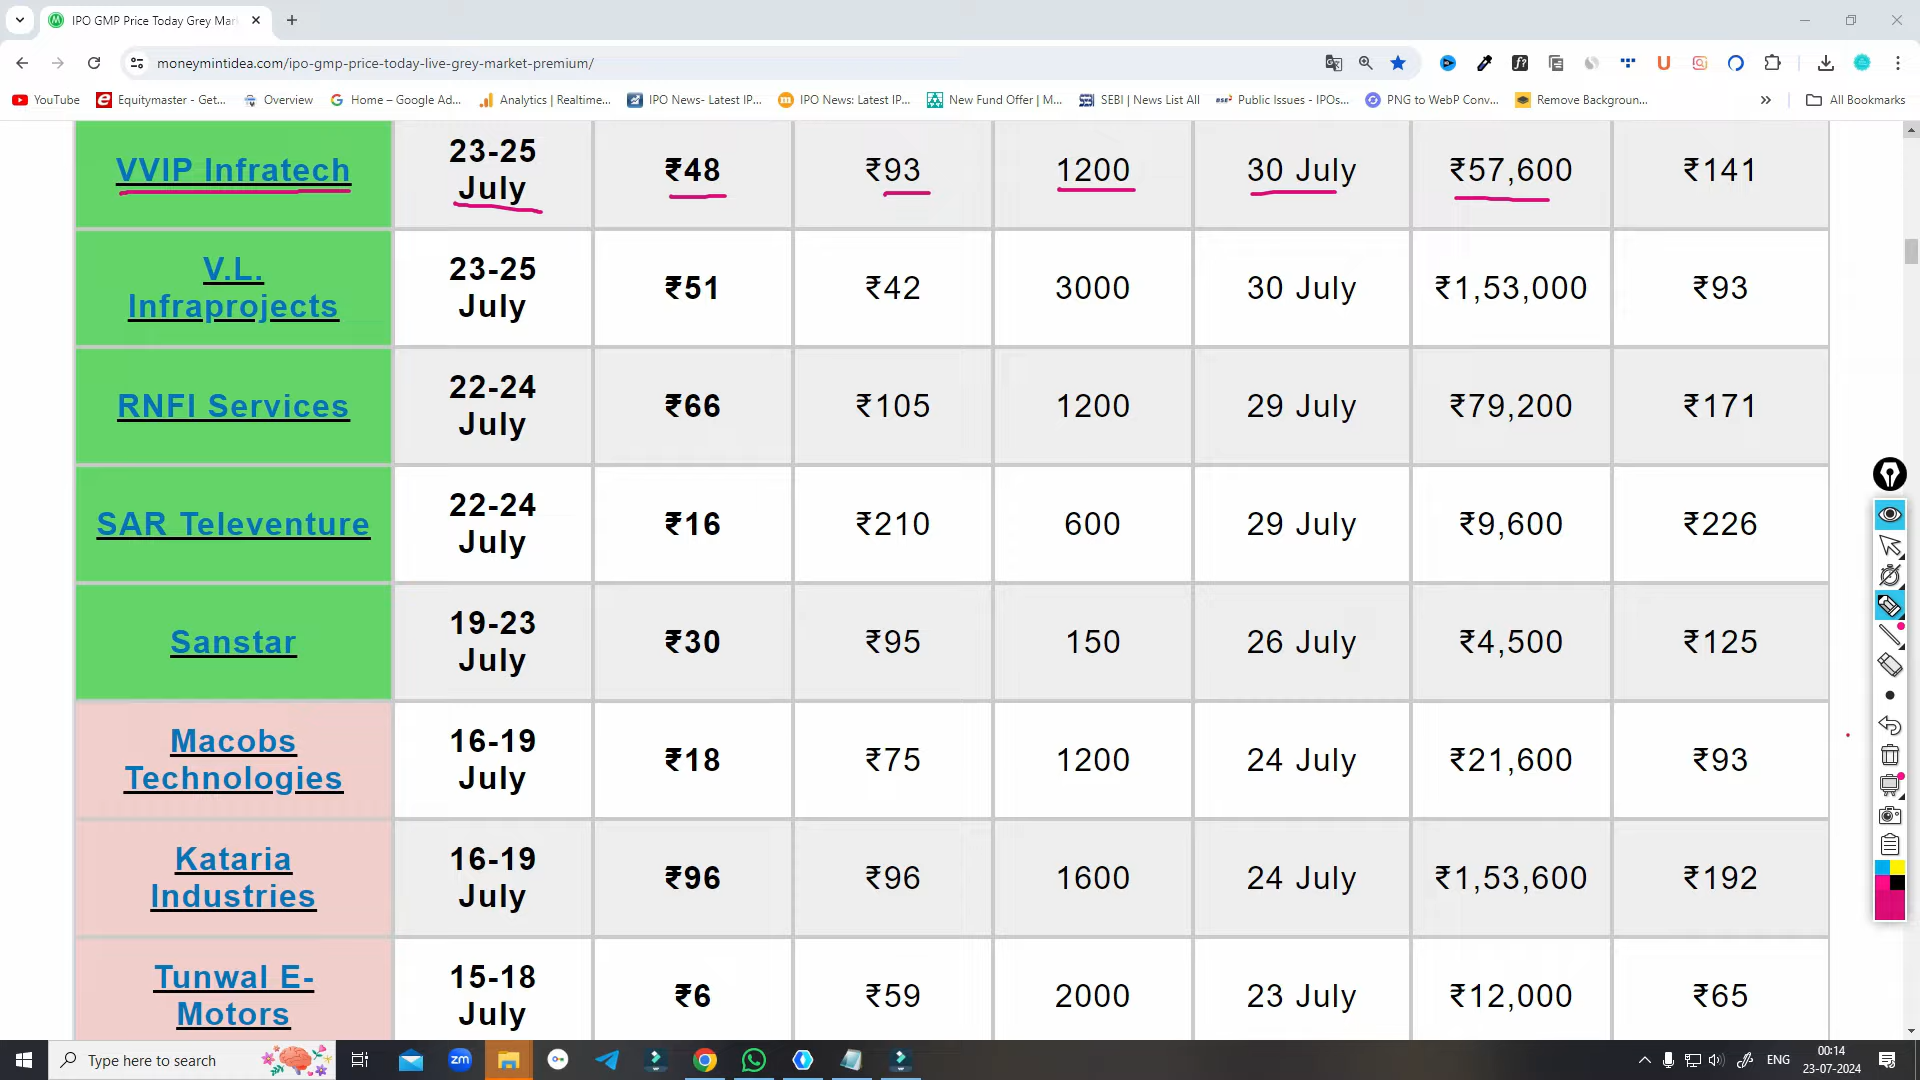 IPO GMP Price Today Grey Mar
moneymintidea.com/ipo-gmp-price-today-live-grey-market-premium/
YouTube Equitymaster - Get... Overview Home – Google Ad... Analytics | Realtime... IPO News- Latest IP... IPO News: Latest IP... New Fund Offer | M... SEBI | News List All Public Issues - IPOs... PNG to WebP Conv... Remove Backgroun... » All Bookmarks
VVIP Infratech 23-25 July ₹48 ₹93 1200 30 July ₹57,600 ₹141
V.L. Infraprojects 23-25 July ₹51 ₹42 3000 30 July ₹1,53,000 ₹93
RNFI Services 22-24 July ₹66 ₹105 1200 29 July ₹79,200 ₹171
SAR Televenture 22-24 July ₹16 ₹210 600 29 July ₹9,600 ₹226
Sanstar 19-23 July ₹30 ₹95 150 26 July ₹4,500 ₹125
Macobs Technologies 16-19 July ₹18 ₹75 1200 24 July ₹21,600 ₹93
Kataria Industries 16-19 July ₹96 ₹96 1600 24 July ₹1,53,600 ₹192
Tunwal E-Motors 15-18 July ₹6 ₹59 2000 23 July ₹12,000 ₹65
Type here to search zm ENG 00:14
23-07-2024